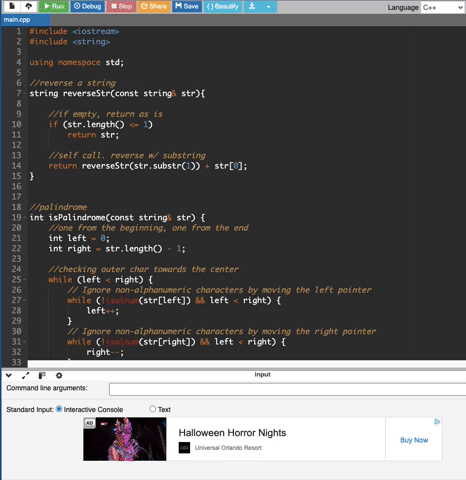 Run Debug Stop Share Save {} Beautify Language C++
main.cpp
1 #include <iostream>
2 #include <string>
3
4 using namespace std;
5
6 //reverse a string
7 string reverseStr(const string& str){
8
9 //if empty, return as is
10 if (str.length() <= 1)
11 return str;
12
13 //self call. reverse w/ substring
14 return reverseStr(str.substr(1)) + str[0];
15 }
16
17
18 //palindrome
19 int isPalindrome(const string& str) {
20 //one from the beginning, one from the end
21 int left = 0;
22 int right = str.length() - 1;
23
24 //checking outer char towards the center
25 while (left < right) {
26 // Ignore non-alphanumeric characters by moving the left pointer
27 while (!isalnum(str[left]) && left < right) {
28 left++;
29 }
30 // Ignore non-alphanumeric characters by moving the right pointer
31 while (!isalnum(str[right]) && left < right) {
32 right--;
33 }
input
Command line arguments:
Standard Input: Interactive Console Text
AD
Halloween Horror Nights
Universal Orlando Resort
Buy Now